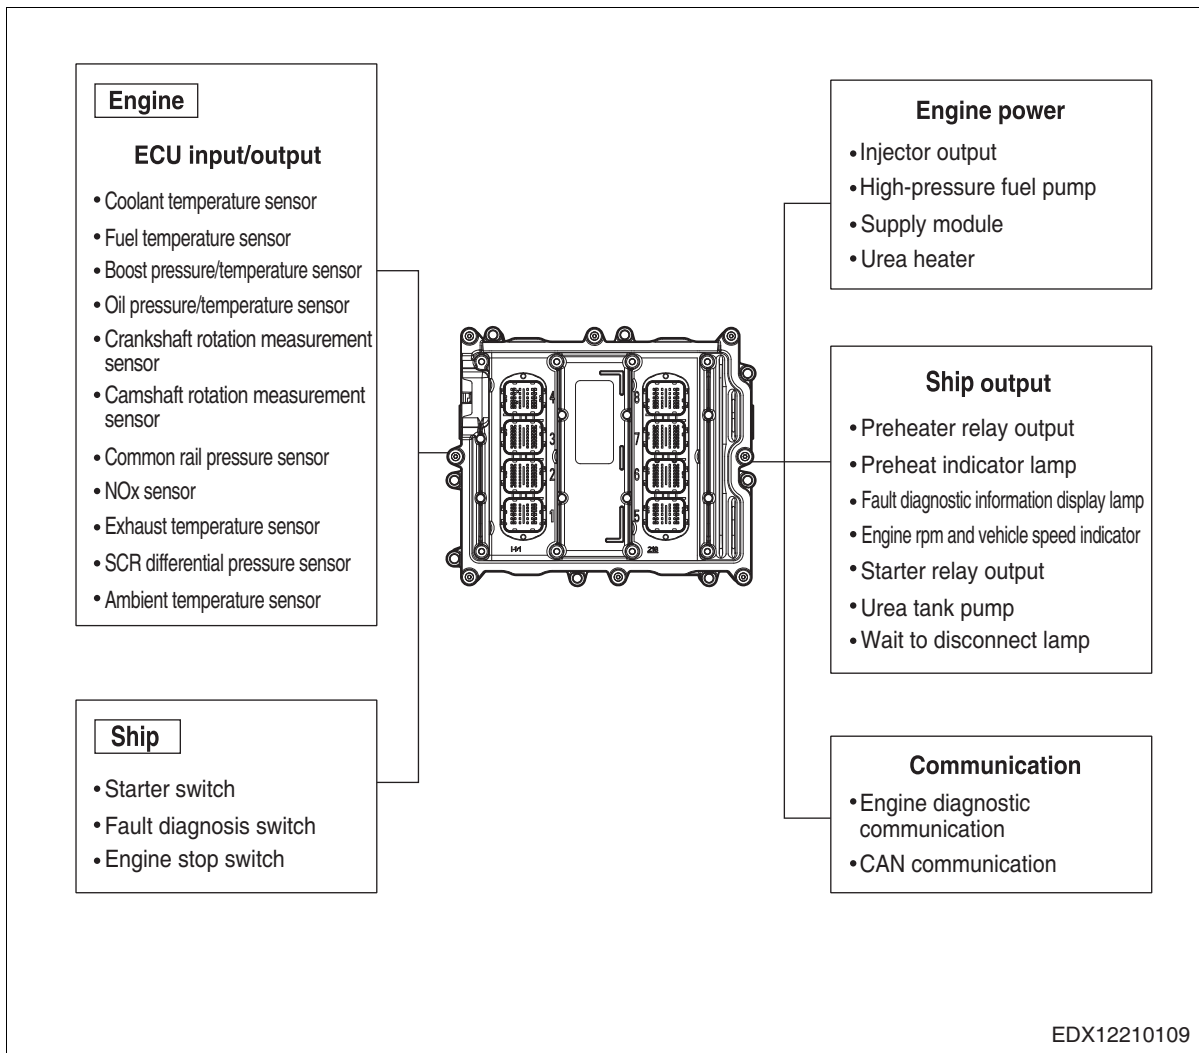 Engine
ECU input/output
• Coolant temperature sensor
• Fuel temperature sensor
• Boost pressure/temperature sensor
• Oil pressure/temperature sensor
• Crankshaft rotation measurement
sensor
• Camshaft rotation measurement
sensor
• Common rail pressure sensor
• NOx sensor
• Exhaust temperature sensor
• SCR differential pressure sensor
• Ambient temperature sensor
Ship
• Starter switch
• Fault diagnosis switch
• Engine stop switch
4
3
2
1
8
7
6
5
Engine power
• Injector output
• High-pressure fuel pump
• Supply module
• Urea heater
Ship output
• Preheater relay output
• Preheat indicator lamp
• Fault diagnostic information display lamp
• Engine rpm and vehicle speed indicator
• Starter relay output
• Urea tank pump
• Wait to disconnect lamp
Communication
• Engine diagnostic
communication
• CAN communication
EDX12210109